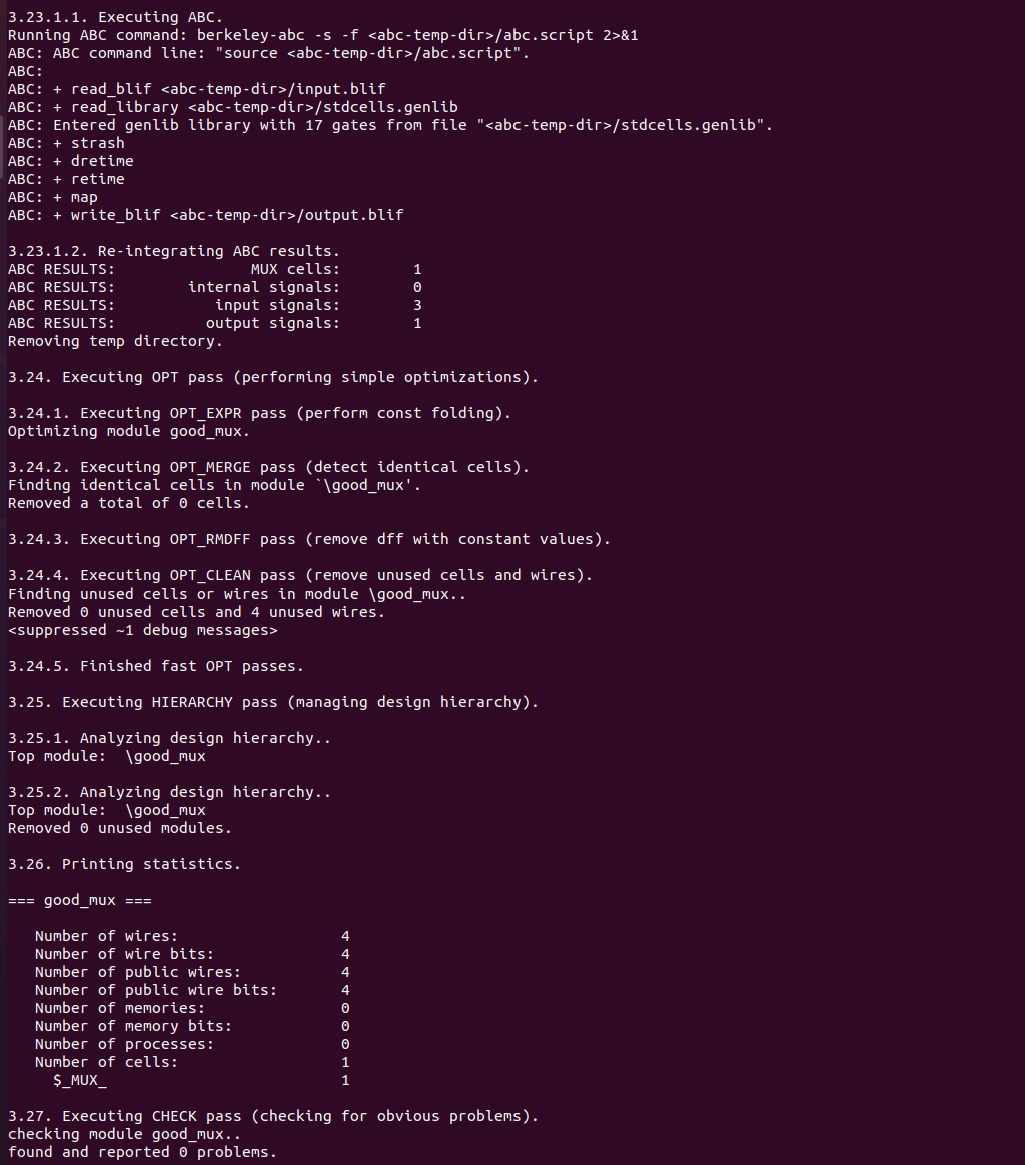 3.23.1.1. Executing ABC.
Running ABC command: berkeley-abc -s -f <abc-temp-dir>/abc.script 2>&1
ABC: ABC command line: "source <abc-temp-dir>/abc.script".
ABC:
ABC: + read_blif <abc-temp-dir>/input.blif
ABC: + read_library <abc-temp-dir>/stdcells.genlib
ABC: Entered genlib library with 17 gates from file "<abc-temp-dir>/stdcells.genlib".
ABC: + strash
ABC: + dretime
ABC: + retime
ABC: + map
ABC: + write_blif <abc-temp-dir>/output.blif

3.23.1.2. Re-integrating ABC results.
ABC RESULTS:               MUX cells:        1
ABC RESULTS:        internal signals:        0
ABC RESULTS:           input signals:        3
ABC RESULTS:          output signals:        1
Removing temp directory.

3.24. Executing OPT pass (performing simple optimizations).

3.24.1. Executing OPT_EXPR pass (perform const folding).
Optimizing module good_mux.

3.24.2. Executing OPT_MERGE pass (detect identical cells).
Finding identical cells in module `\good_mux'.
Removed a total of 0 cells.

3.24.3. Executing OPT_RMDFF pass (remove dff with constant values).

3.24.4. Executing OPT_CLEAN pass (remove unused cells and wires).
Finding unused cells or wires in module \good_mux..
Removed 0 unused cells and 4 unused wires.
<suppressed ~1 debug messages>

3.24.5. Finished fast OPT passes.

3.25. Executing HIERARCHY pass (managing design hierarchy).

3.25.1. Analyzing design hierarchy..
Top module:  \good_mux

3.25.2. Analyzing design hierarchy..
Top module:  \good_mux
Removed 0 unused modules.

3.26. Printing statistics.

=== good_mux ===

   Number of wires:                  4
   Number of wire bits:              4
   Number of public wires:           4
   Number of public wire bits:       4
   Number of memories:               0
   Number of memory bits:            0
   Number of processes:              0
   Number of cells:                  1
     $_MUX_                          1

3.27. Executing CHECK pass (checking for obvious problems).
checking module good_mux..
found and reported 0 problems.